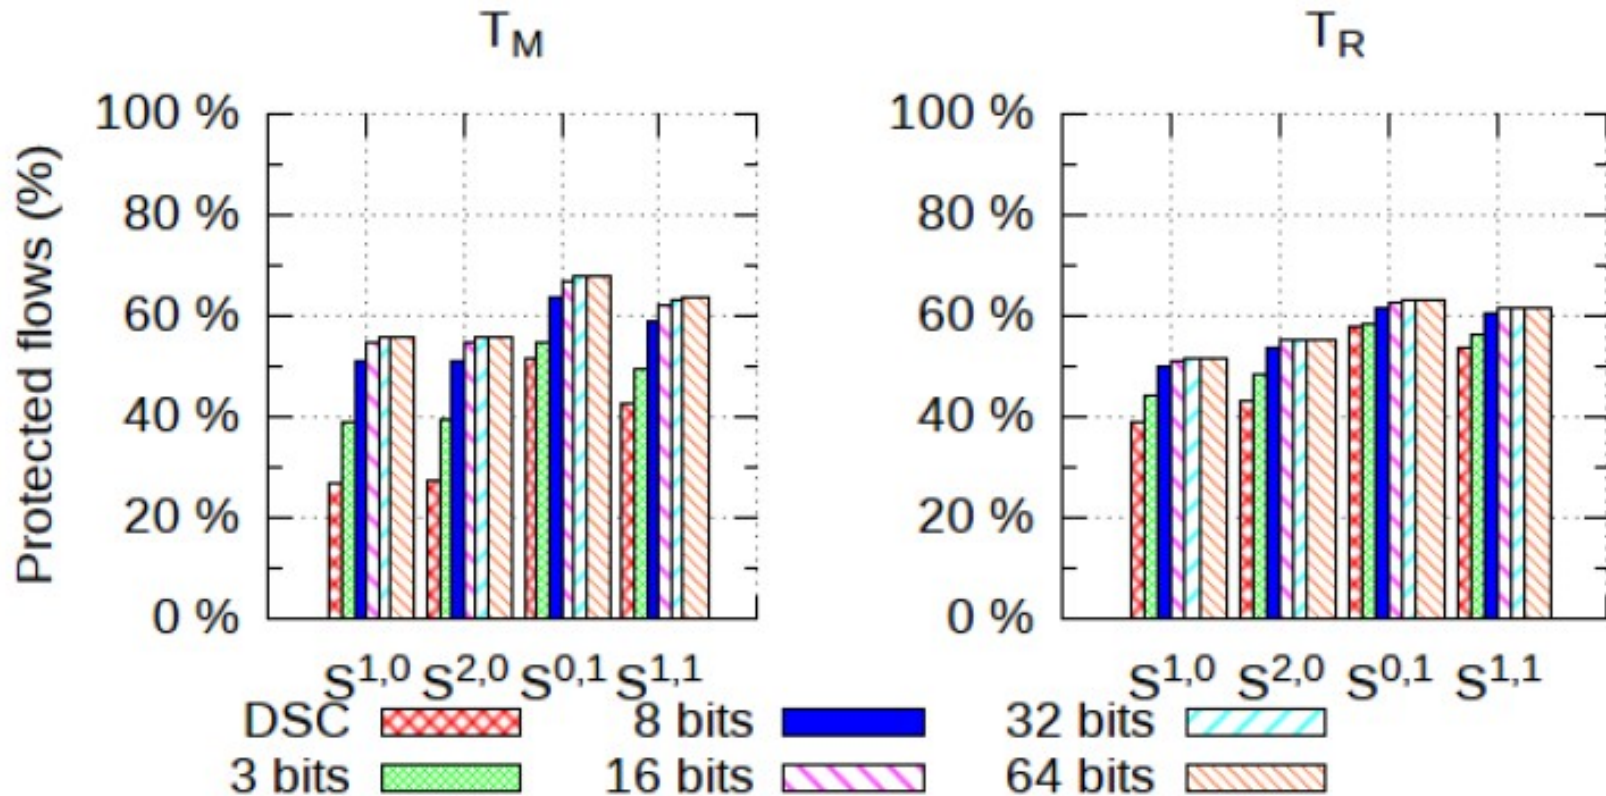 T_M T_R
100 % 100 %
80 % 80 %
60 % 60 %
40 % 40 %
20 % 20 %
0 % 0 %
Protected flows (%)
S^1,0 S^2,0 S^0,1 S^1,1 S^1,0 S^2,0 S^0,1 S^1,1
DSC 8 bits 32 bits
3 bits 16 bits 64 bits